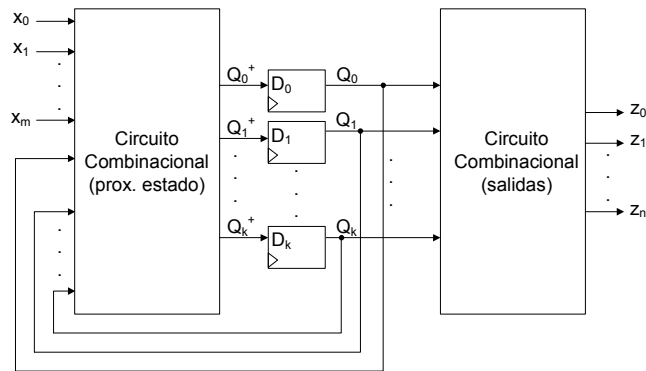 x0
x1
xm
Circuito
Combinacional
(prox. estado)
Q0+
D0
Q0
Q1+
D1
Q1
Qk+
Dk
Qk
Circuito
Combinacional
(salidas)
z0
z1
zn